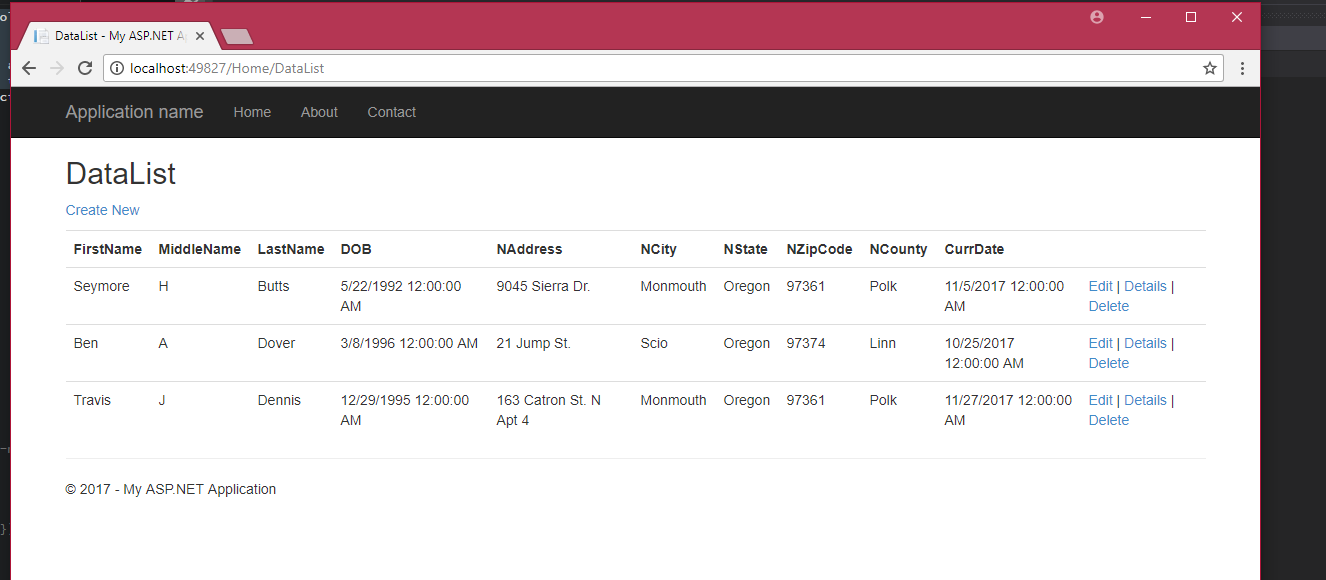 DataList - My ASP.NET A
localhost:49827/Home/DataList
Application name Home About Contact
DataList
Create New
FirstName MiddleName LastName DOB NAddress NCity NState NZipCode NCounty CurrDate
Seymore H Butts 5/22/1992 12:00:00 9045 Sierra Dr. Monmouth Oregon 97361 Polk 11/5/2017 12:00:00 Edit | Details |
AM AM Delete
Ben A Dover 3/8/1996 12:00:00 AM 21 Jump St. Scio Oregon 97374 Linn 10/25/2017 Edit | Details |
12:00:00 AM Delete
Travis J Dennis 12/29/1995 12:00:00 163 Catron St. N Monmouth Oregon 97361 Polk 11/27/2017 12:00:00 Edit | Details |
AM Apt 4 AM Delete
© 2017 - My ASP.NET Application